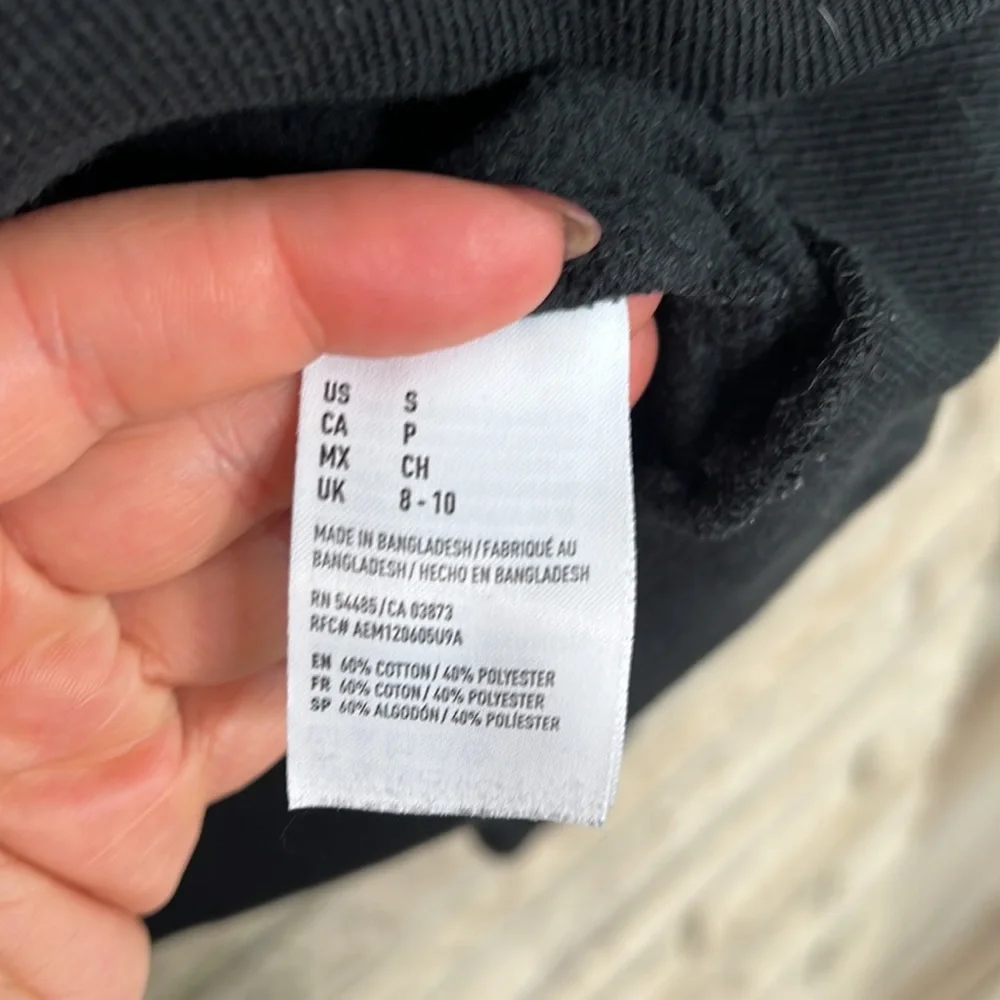 US S
CA P
MX CH
UK 8 - 10
MADE IN BANGLADESH/FABRIQUÉ AU
BANGLADESH/HECHO EN BANGLADESH
RN 54485/CA 03873
RFC# AEM120605U9A
EN 60% COTTON/40% POLYESTER
FR 60% COTON/40% POLYESTER
SP 60% ALGODÓN/40% POLÍESTER